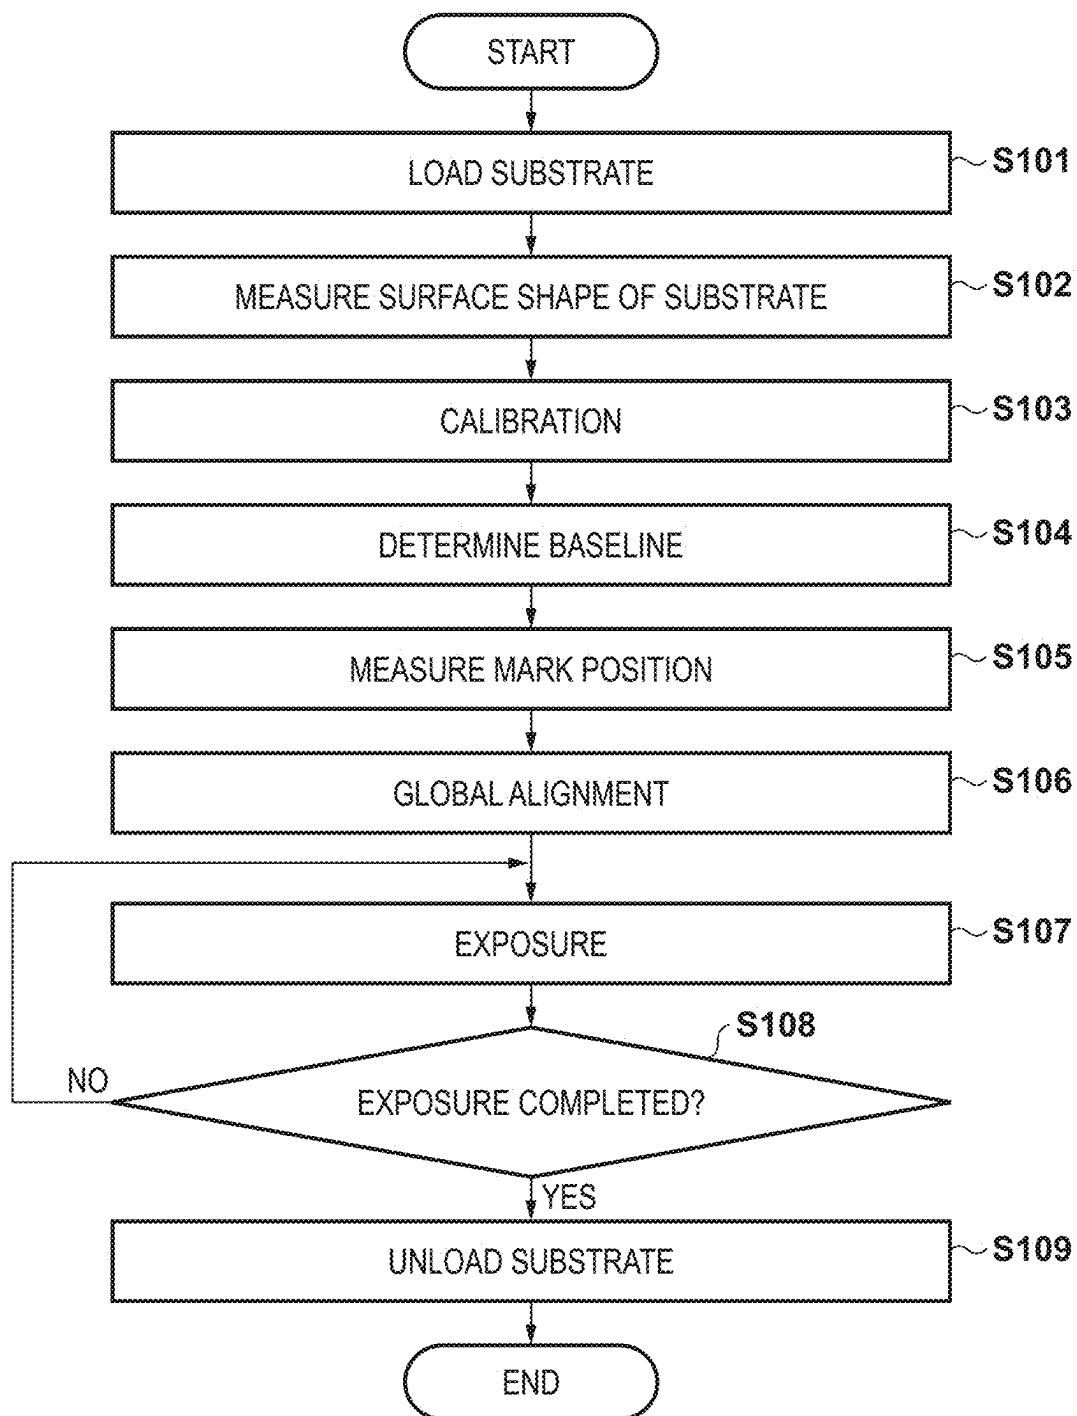 START
LOAD SUBSTRATE
S101
MEASURE SURFACE SHAPE OF SUBSTRATE
S102
CALIBRATION
S103
DETERMINE BASELINE
S104
MEASURE MARK POSITION
S105
GLOBAL ALIGNMENT
S106
EXPOSURE
S107
S108
NO
EXPOSURE COMPLETED?
YES
UNLOAD SUBSTRATE
S109
END